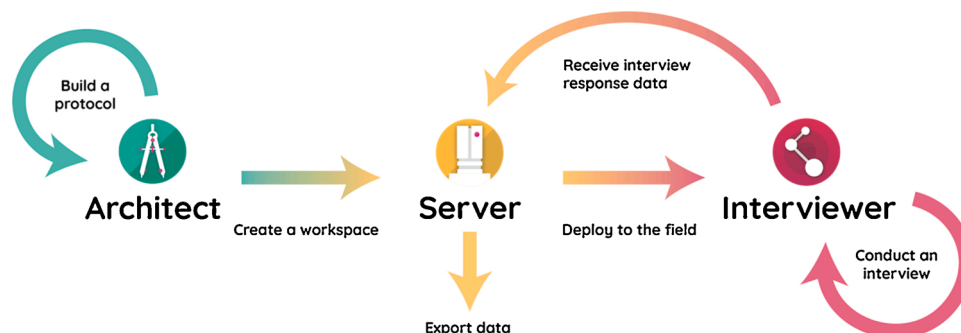 Build a
protocol
Receive interview
response data
Architect
Server
Interviewer
Create a workspace
Deploy to the field
Conduct an
interview
Export data